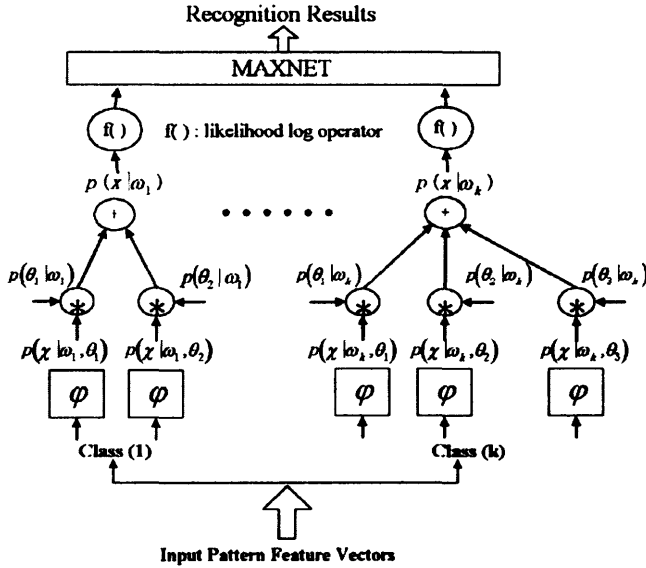 Recognition Results
MAXNET
f( ) f( ) : likelihood log operator f( )
p (x | ω₁) p (x | ωₖ)
+ · · · · · · +
p(θ₁ | ω₁) p(θ₂ | ω₁) p(θ₁ | ωₖ) p(θ₂ | ωₖ) p(θ₃ | ωₖ)
* * * * *
p(χ | ω₁, θ₁) p(χ | ω₁, θ₂) p(χ | ωₖ, θ₁) p(χ | ωₖ, θ₂) p(χ | ωₖ, θ₃)
φ φ φ φ φ
Class (1) Class (k)
Input Pattern Feature Vectors